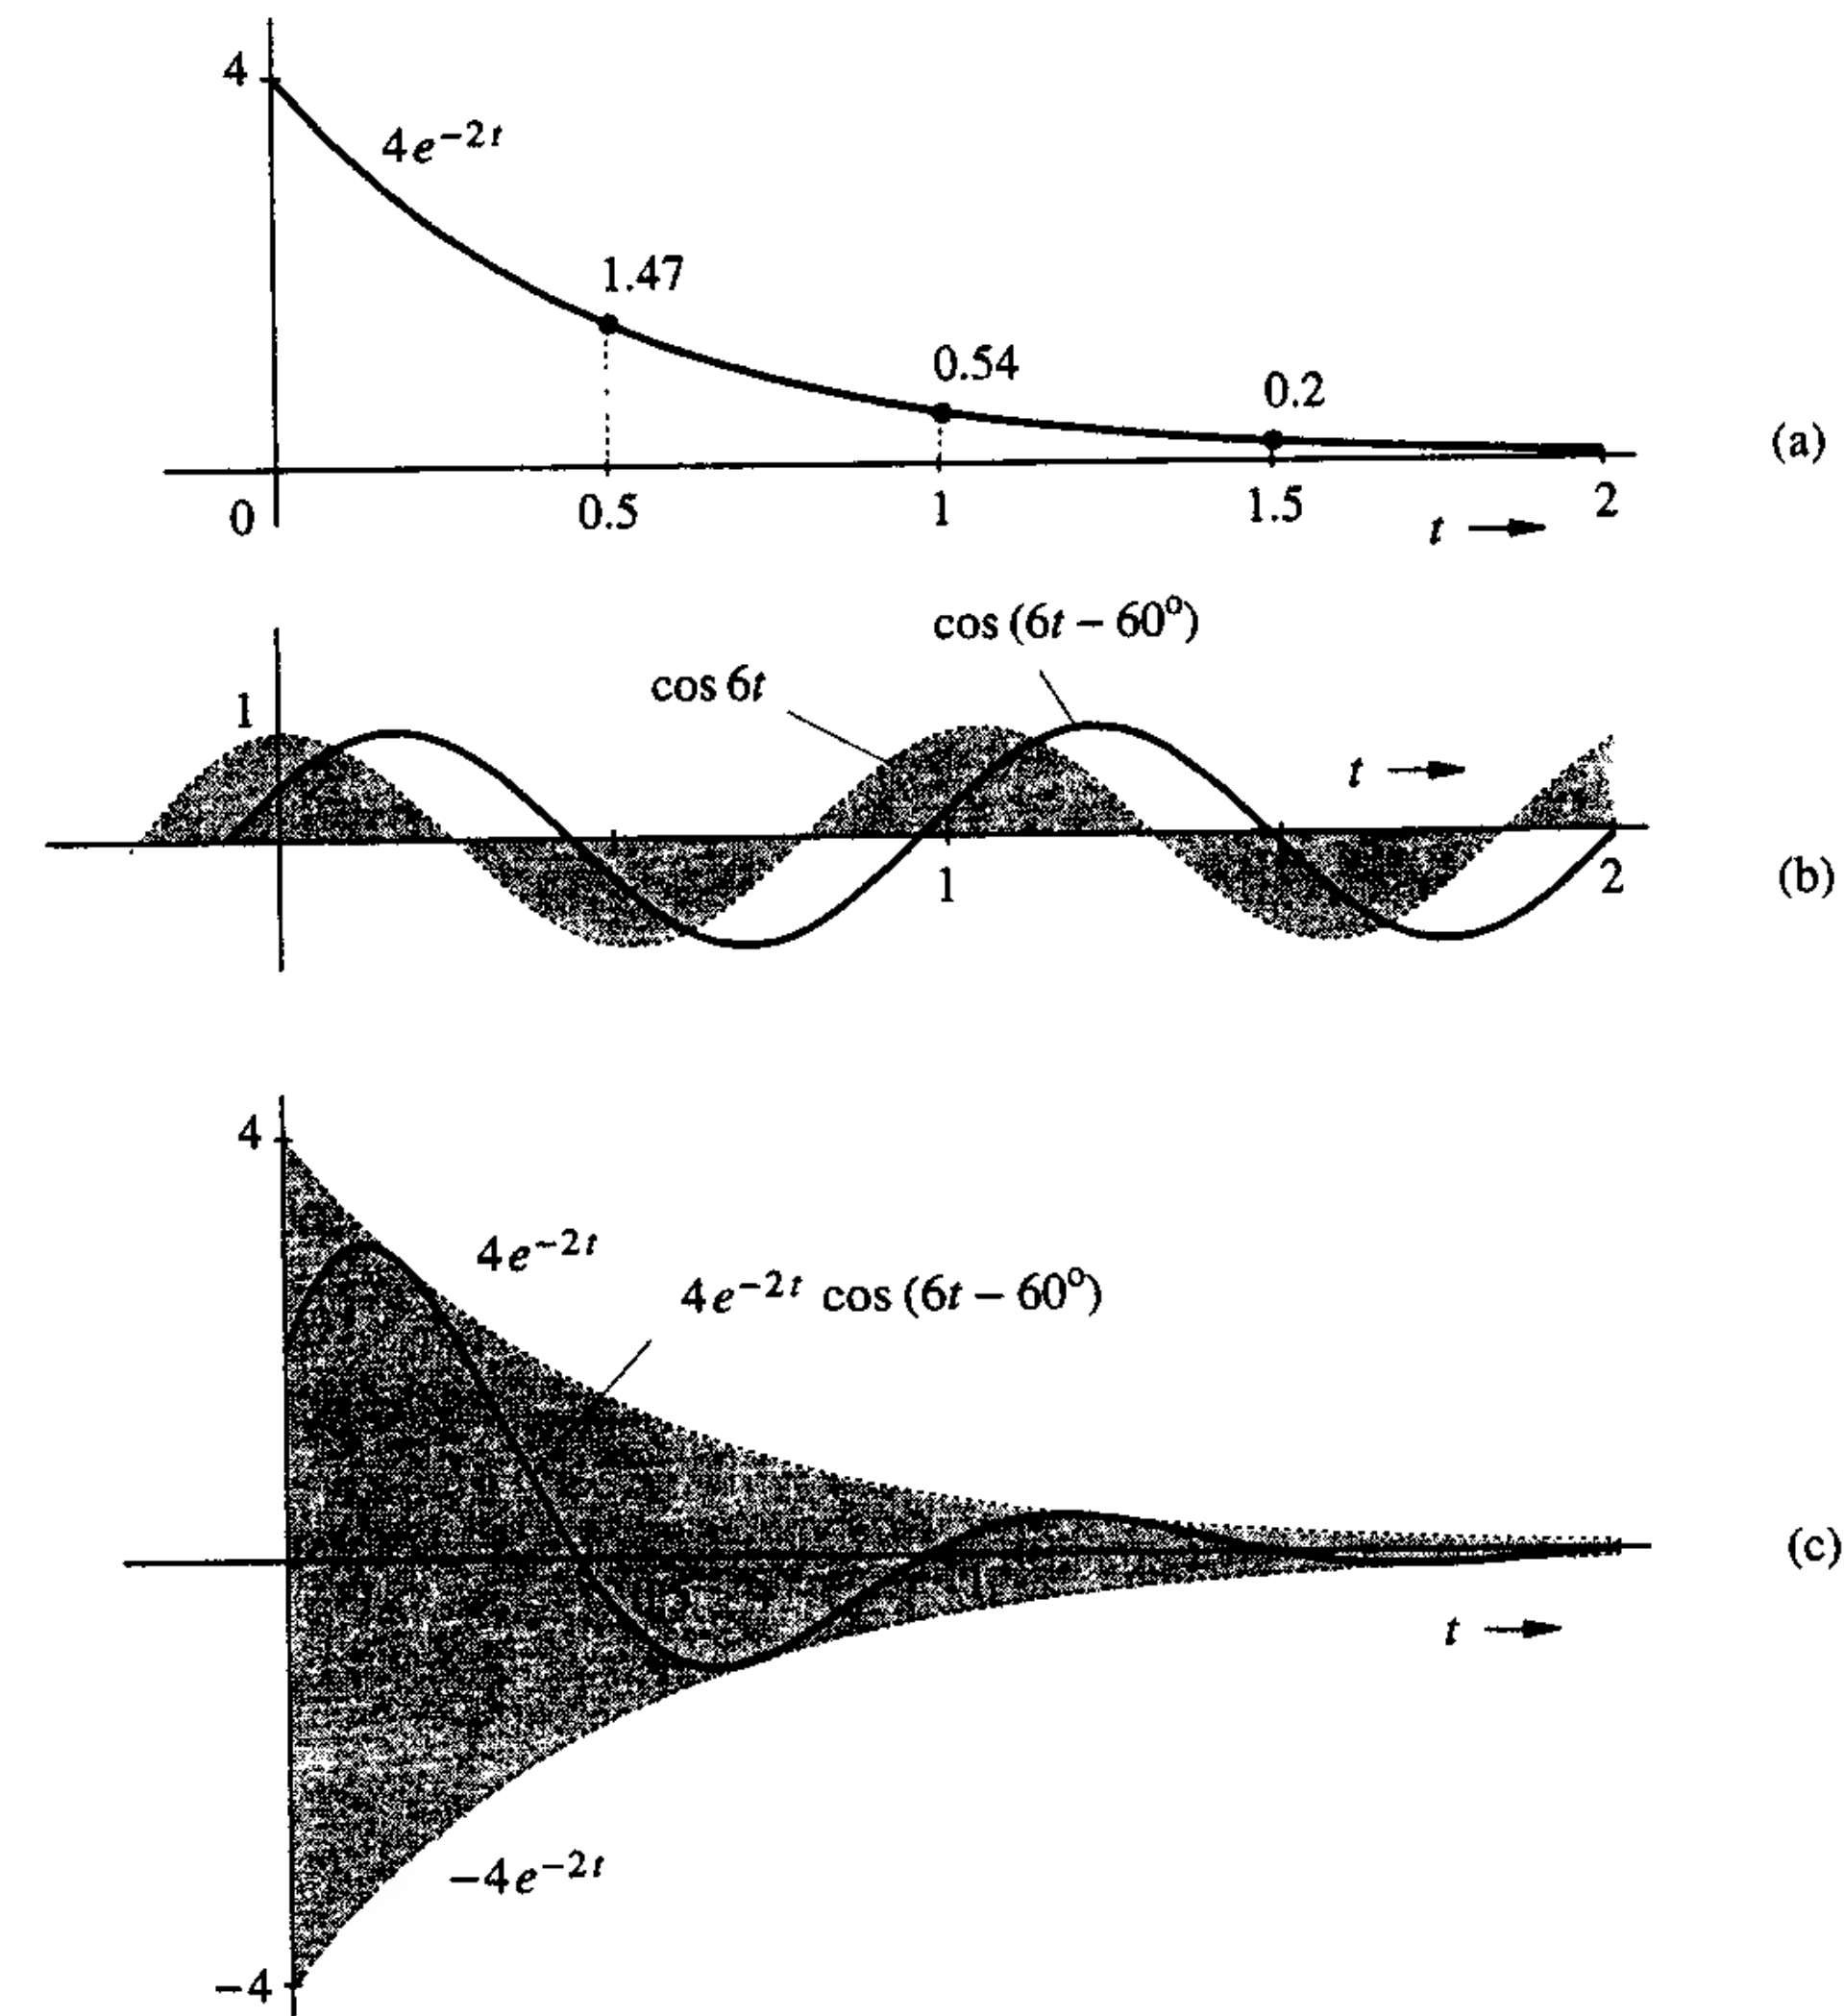 4
4e^{-2t}
1.47
0.54
0.2
(a)
0
0.5
1
1.5
2
t
cos (6t − 60°)
cos 6t
1
t
1
2
(b)
4
4e^{-2t}
4e^{-2t} cos (6t − 60°)
(c)
t
−4e^{-2t}
−4